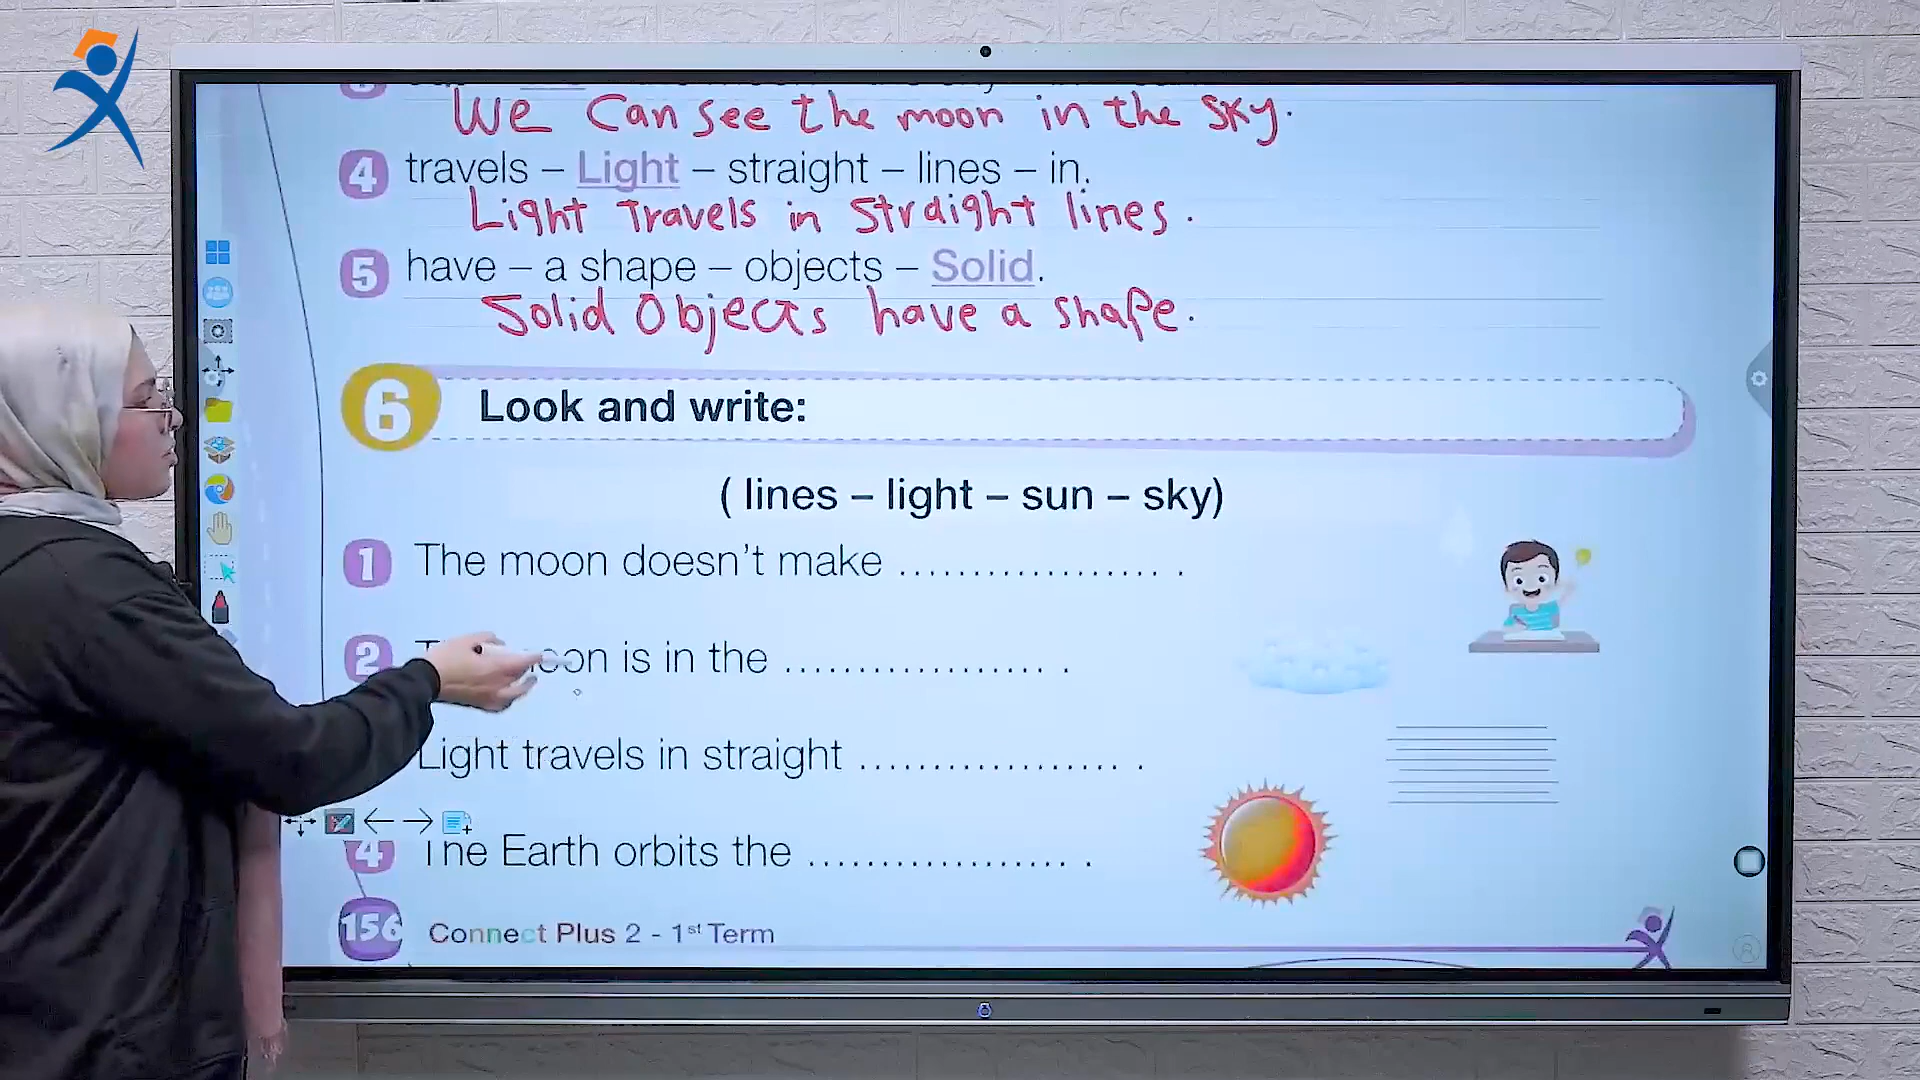 We Can see the moon in the sky.
4 travels – Light – straight – lines – in.
Light Travels in Straight lines.
5 have – a shape – objects – Solid.
Solid Objects have a shape.
6 Look and write:
( lines – light – sun – sky)
1 The moon doesn't make .................. .
2 moon is in the .................. .
Light travels in straight .................. .
4 The Earth orbits the .................. .
156 Connect Plus 2 - 1st Term